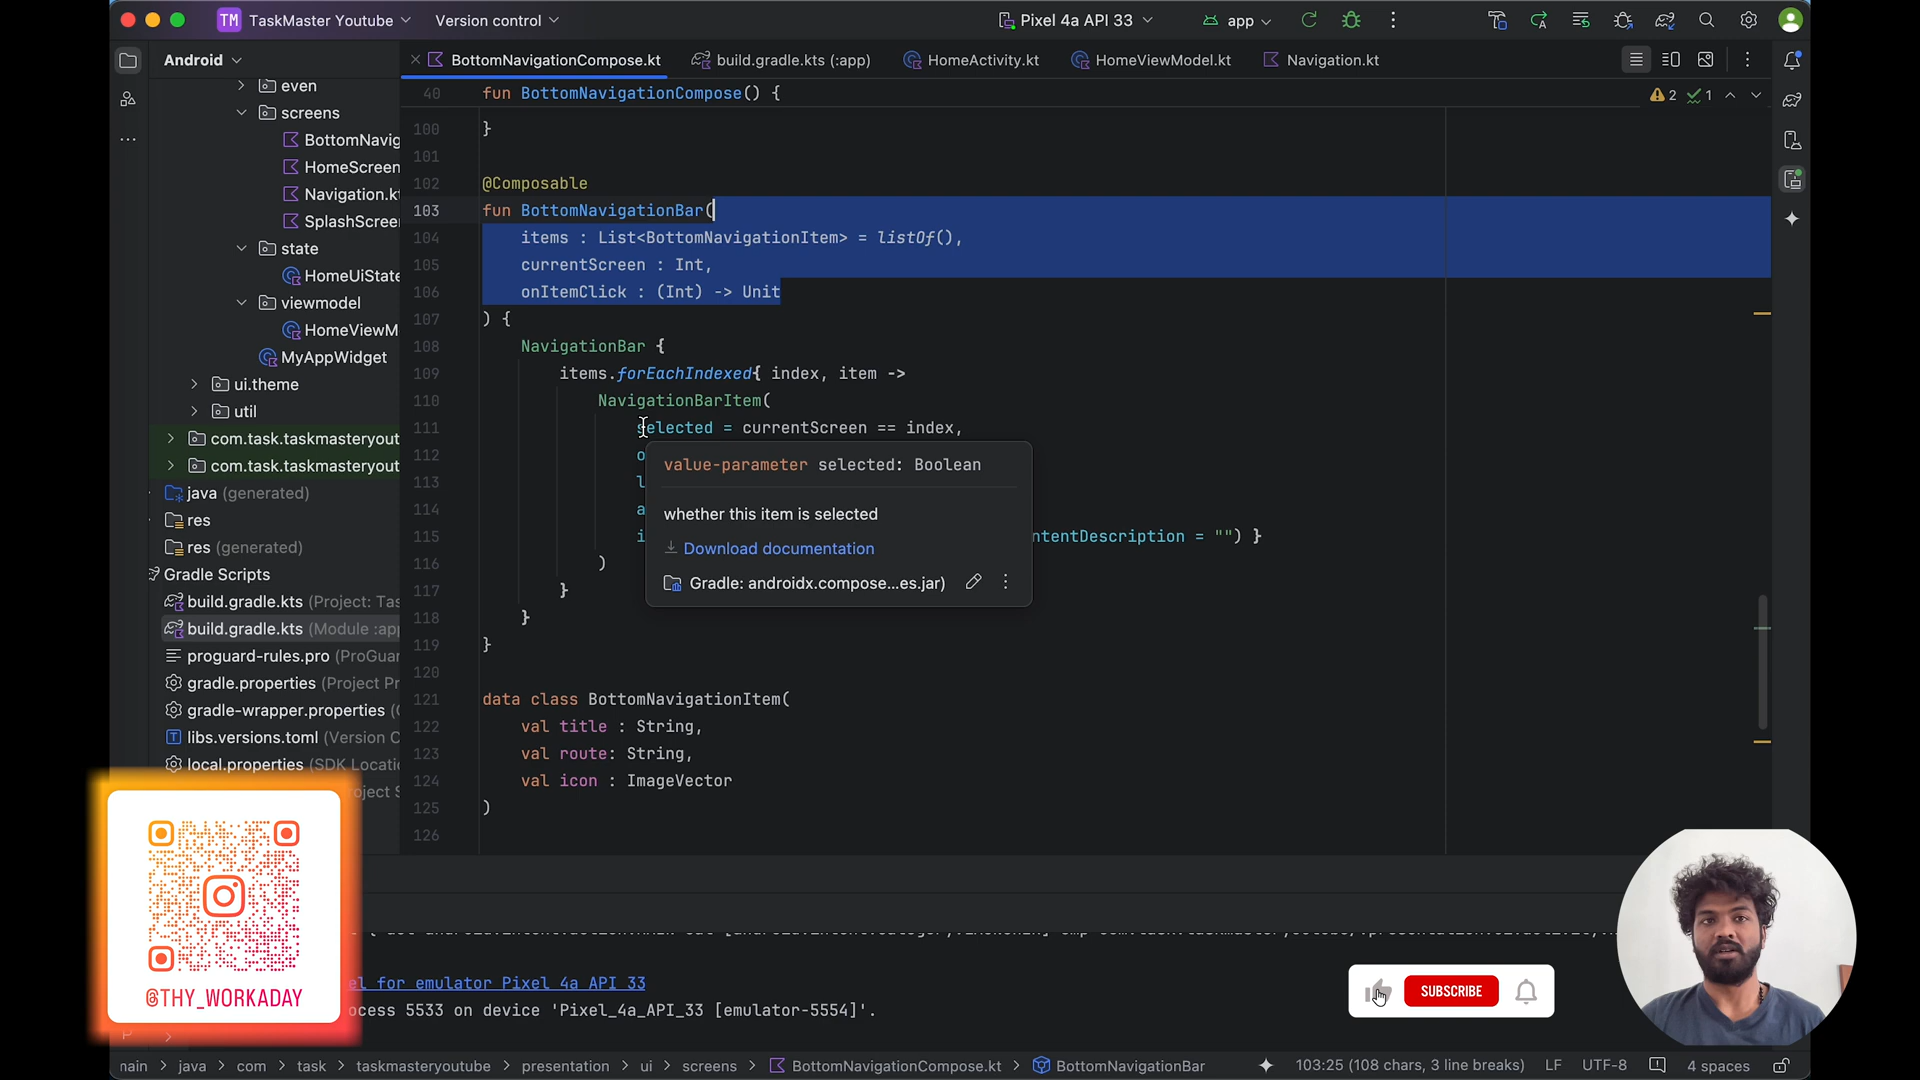 TM TaskMaster Youtube Version control Pixel 4a API 33 app
Android
BottomNavigationCompose.kt build.gradle.kts (:app) HomeActivity.kt HomeViewModel.kt Navigation.kt
even
screens
BottomNavig
HomeScreen
Navigation.kt
SplashScree
state
HomeUiState
viewmodel
HomeViewM
MyAppWidget
ui.theme
util
com.task.taskmasteryout
com.task.taskmasteryout
java (generated)
res
res (generated)
Gradle Scripts
build.gradle.kts (Project: Tas
build.gradle.kts (Module :app
proguard-rules.pro (ProGuar
gradle.properties (Project Pr
gradle-wrapper.properties (G
libs.versions.toml (Version C
local.properties (SDK Locatio
oject S
40 fun BottomNavigationCompose() {
2 1
100 }
101
102 @Composable
103 fun BottomNavigationBar(
104 items : List<BottomNavigationItem> = listOf(),
105 currentScreen : Int,
106 onItemClick : (Int) -> Unit
107 ) {
108 NavigationBar {
109 items.forEachIndexed{ index, item ->
110 NavigationBarItem(
111 selected = currentScreen == index,
112 o
113 l
114 a
115 i ntentDescription = "") }
116 )
117 }
118 }
119 }
120
121 data class BottomNavigationItem(
122 val title : String,
123 val route: String,
124 val icon : ImageVector
125 )
126
value-parameter selected: Boolean
whether this item is selected
Download documentation
Gradle: androidx.compose...es.jar)
el for emulator Pixel 4a API 33
ocess 5533 on device 'Pixel_4a_API_33 [emulator-5554]'.
@THY_WORKADAY
SUBSCRIBE
main > java > com > task > taskmasteryoutube > presentation > ui > screens > BottomNavigationCompose.kt > BottomNavigationBar 103:25 (108 chars, 3 line breaks) LF UTF-8 4 spaces